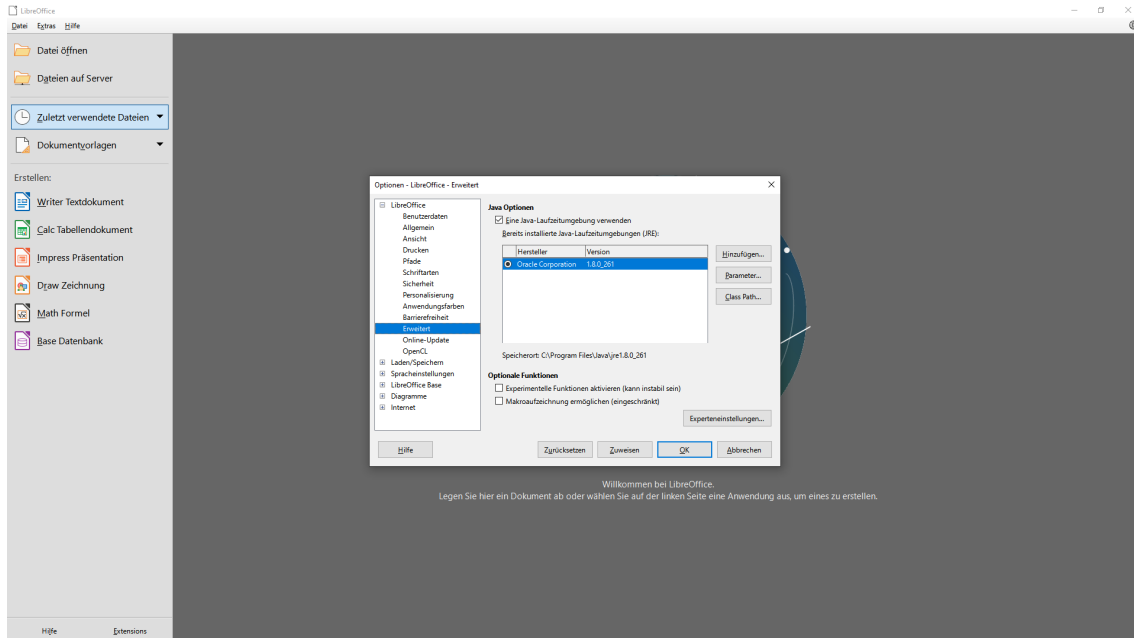 LibreOffice
Datei Extras Hilfe
Datei öffnen
Dateien auf Server
Zuletzt verwendete Dateien
Dokumentvorlagen
Erstellen:
Writer Textdokument
Calc Tabellendokument
Impress Präsentation
Draw Zeichnung
Math Formel
Base Datenbank
Hilfe Extensions
Optionen - LibreOffice - Erweitert
LibreOffice
Benutzerdaten
Allgemein
Ansicht
Drucken
Pfade
Schriftarten
Sicherheit
Personalisierung
Anwendungsfarben
Barrierefreiheit
Erweitert
Online-Update
OpenCL
Laden/Speichern
Spracheinstellungen
LibreOffice Base
Diagramme
Internet
Java Optionen
Eine Java-Laufzeitumgebung verwenden
Bereits installierte Java-Laufzeitumgebungen (JRE):
Hersteller Version
Oracle Corporation 1.8.0_261
Hinzufügen...
Parameter...
Class Path...
Speicherort: C:\Program Files\Java\jre1.8.0_261
Optionale Funktionen
Experimentelle Funktionen aktivieren (kann instabil sein)
Makroaufzeichnung ermöglichen (eingeschränkt)
Experteneinstellungen...
Hilfe Zurücksetzen Zuweisen OK Abbrechen
Willkommen bei LibreOffice.
Legen Sie hier ein Dokument ab oder wählen Sie auf der linken Seite eine Anwendung aus, um eines zu erstellen.